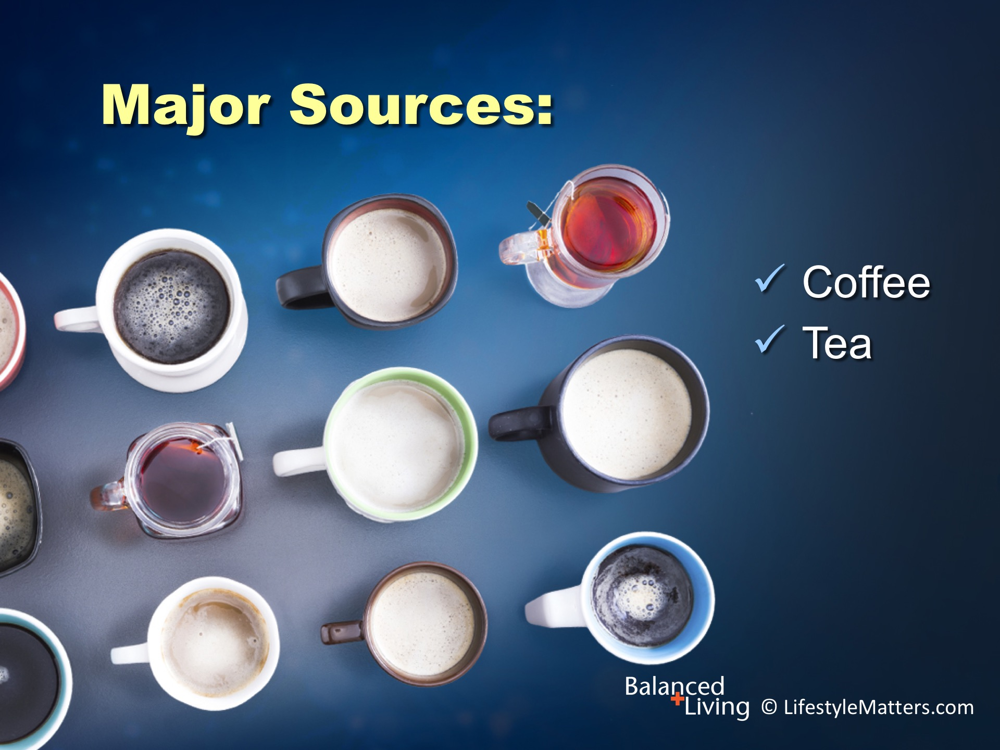 Major Sources:
✓ Coffee
✓ Tea
Balanced
Living
© LifestyleMatters.com